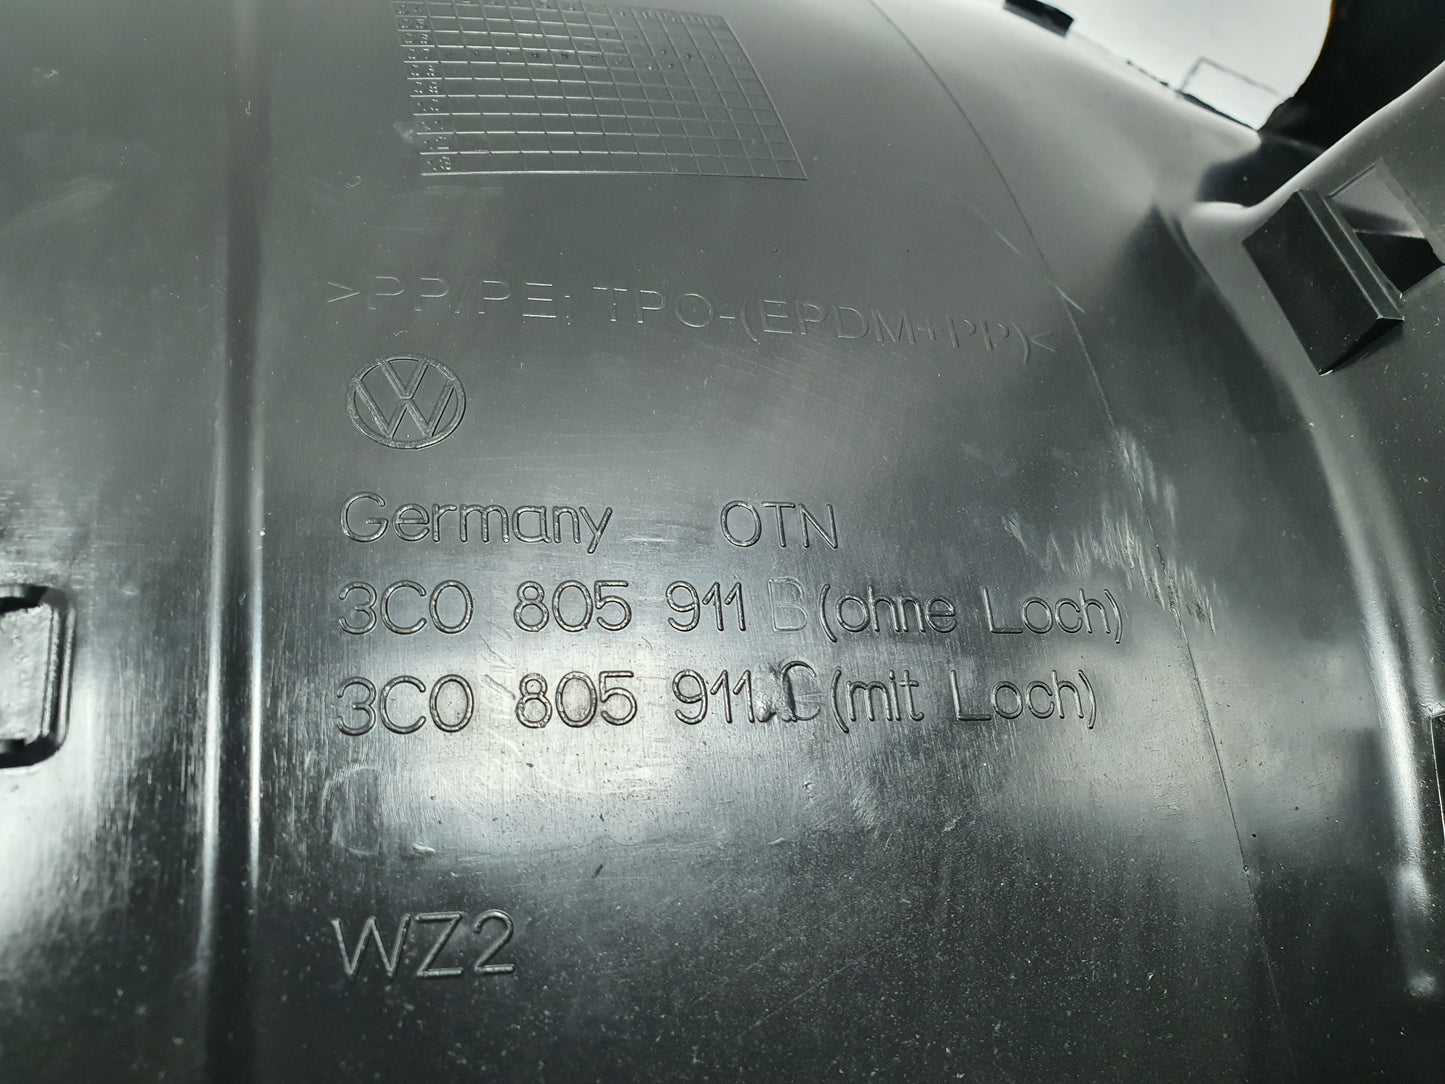 >PP/PE; TPO-(EPDM+PP)<
Germany OTN
3C0 805 911 B (ohne Loch)
3C0 805 911 C (mit Loch)
WZ2